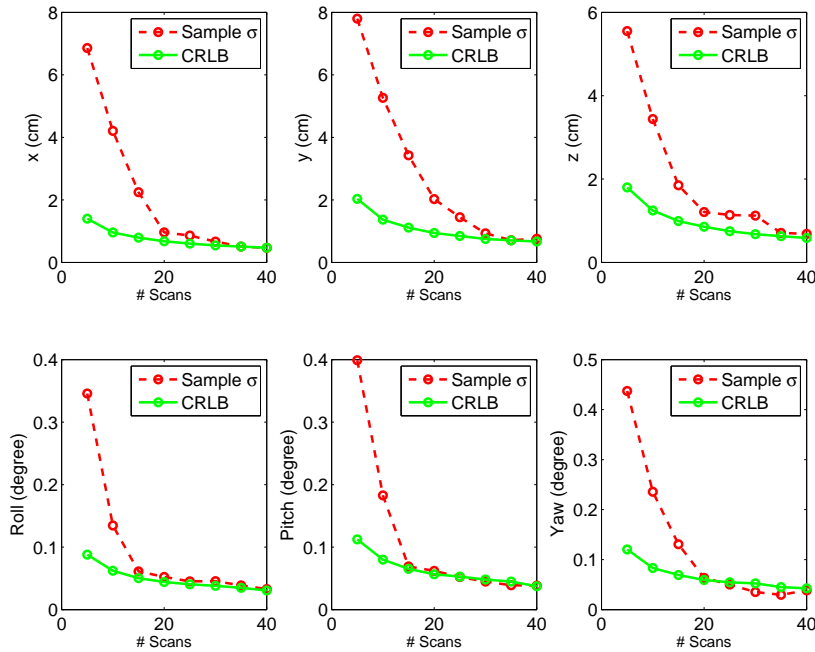 x (cm)
8
6
4
2
0
0
20
40
# Scans
Sample σ
CRLB
y (cm)
8
6
4
2
0
0
20
40
# Scans
Sample σ
CRLB
z (cm)
6
4
2
0
0
20
40
# Scans
Sample σ
CRLB
Roll (degree)
0.4
0.3
0.2
0.1
0
0
20
40
# Scans
Sample σ
CRLB
Pitch (degree)
0.4
0.3
0.2
0.1
0
0
20
40
# Scans
Sample σ
CRLB
Yaw (degree)
0.5
0.4
0.3
0.2
0.1
0
0
20
40
# Scans
Sample σ
CRLB